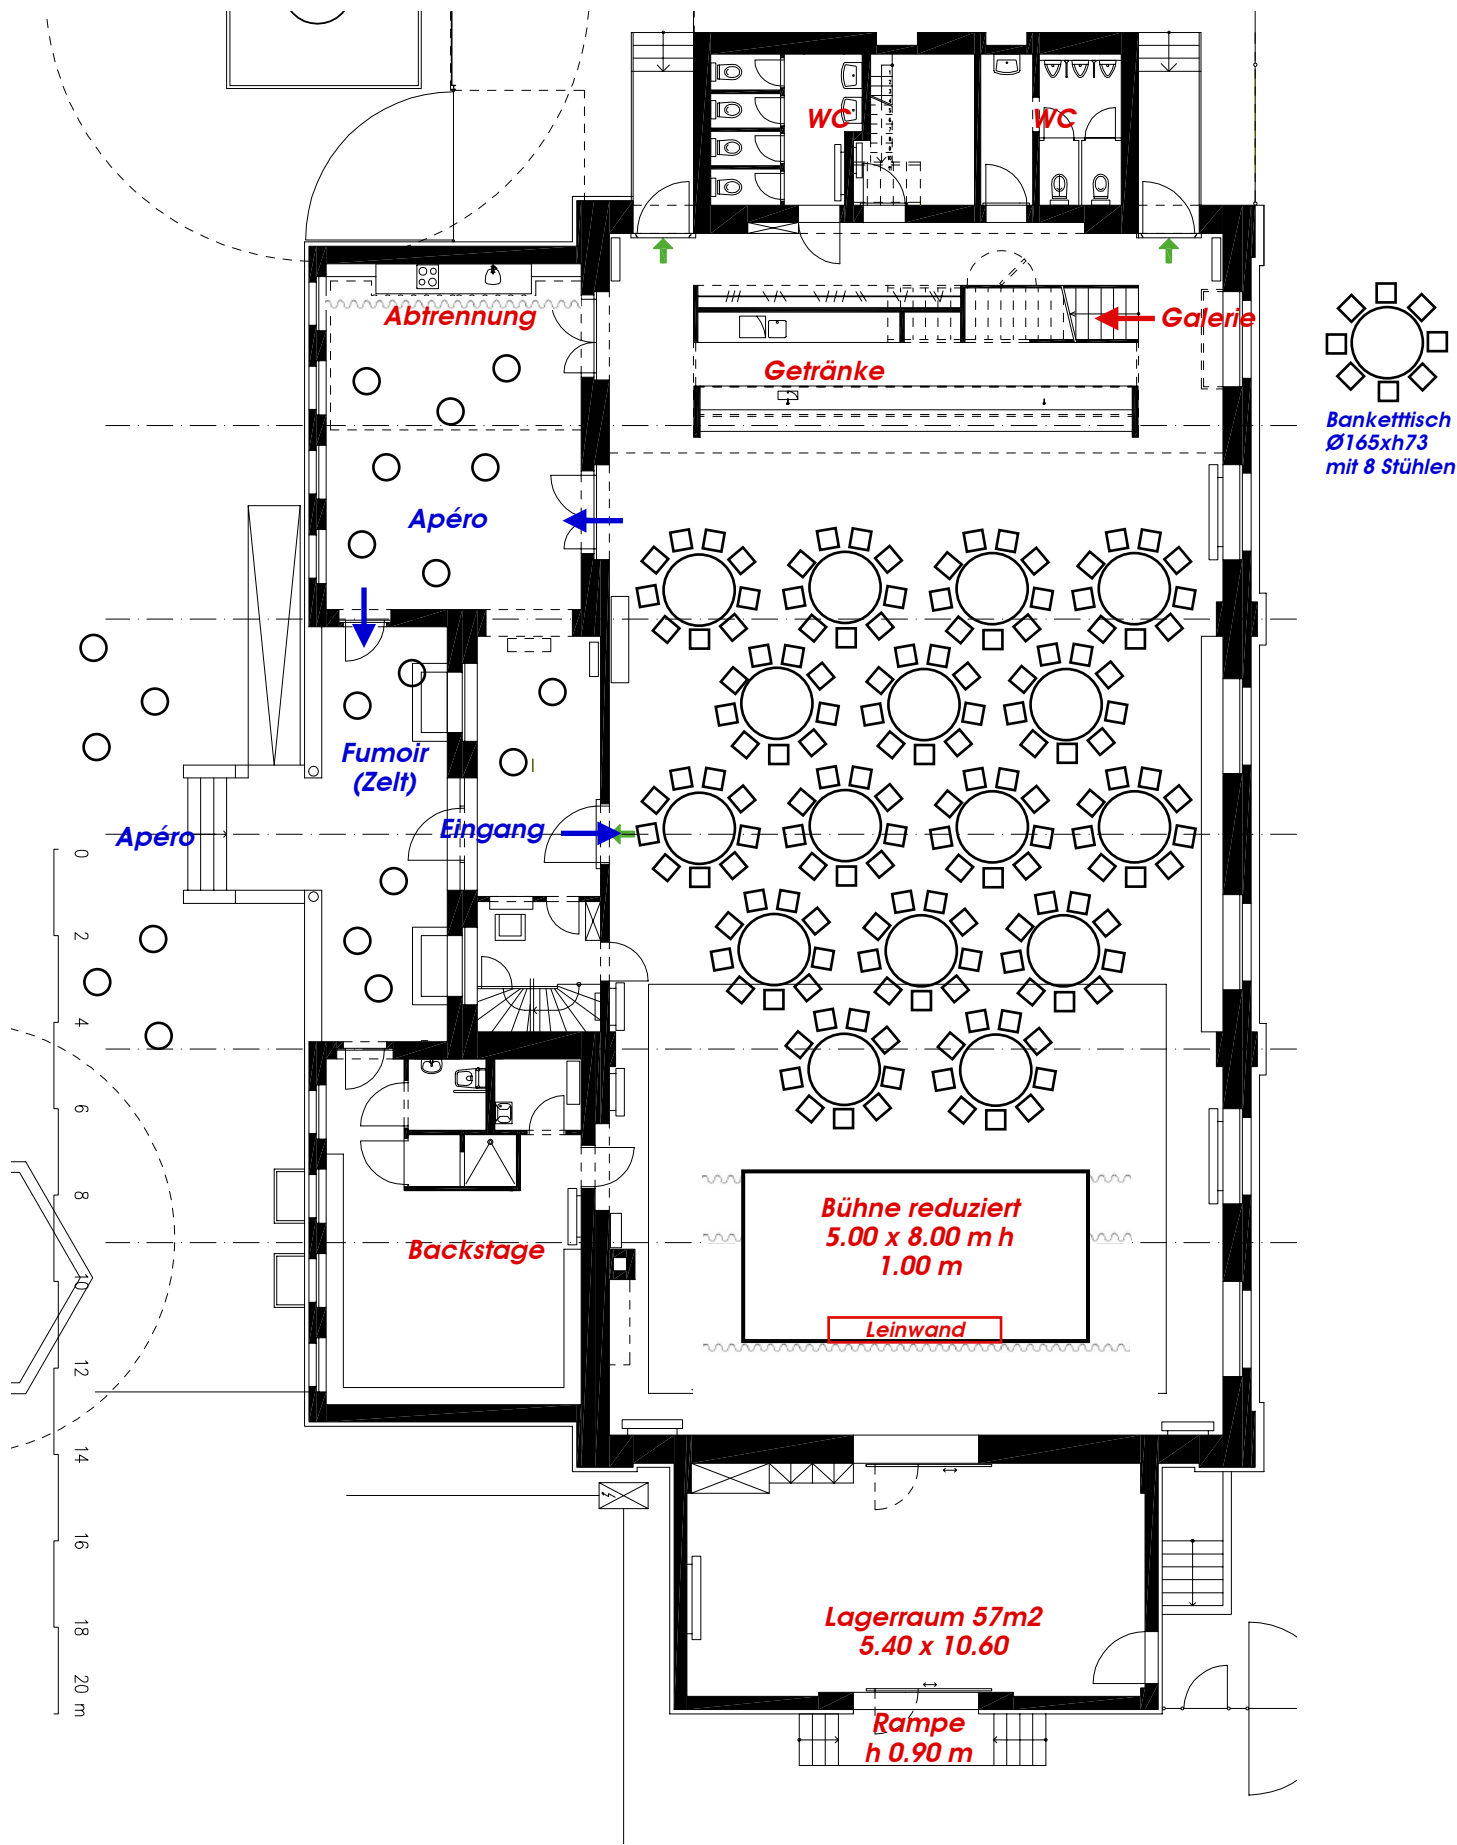 WC
WC
Abtrennung
Galerie
Getränke
Banketttisch
Ø165xh73
mit 8 Stühlen
Apéro
Fumoir
(Zelt)
Eingang
Apéro
0
2
4
6
8
10
12
14
16
18
20 m
Bühne reduziert
5.00 x 8.00 m h
1.00 m
Backstage
Leinwand
Lagerraum 57m2
5.40 x 10.60
Rampe
h 0.90 m